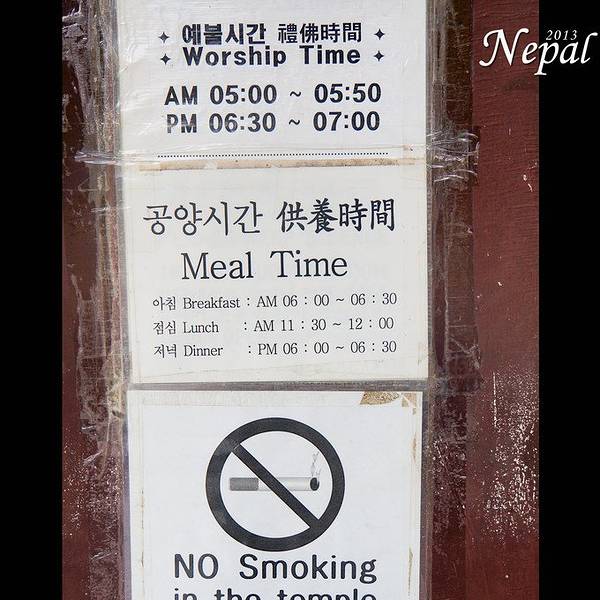 2013
Nepal
✦ 예불시간 禮佛時間 ✦
✦ Worship Time ✦
AM 05:00 ~ 05:50
PM 06:30 ~ 07:00
공양시간 供養時間
Meal Time
아침 Breakfast : AM 06 : 00 ~ 06 : 30
점심 Lunch : AM 11 : 30 ~ 12 : 00
저녁 Dinner : PM 06 : 00 ~ 06 : 30
NO Smoking
in the temple